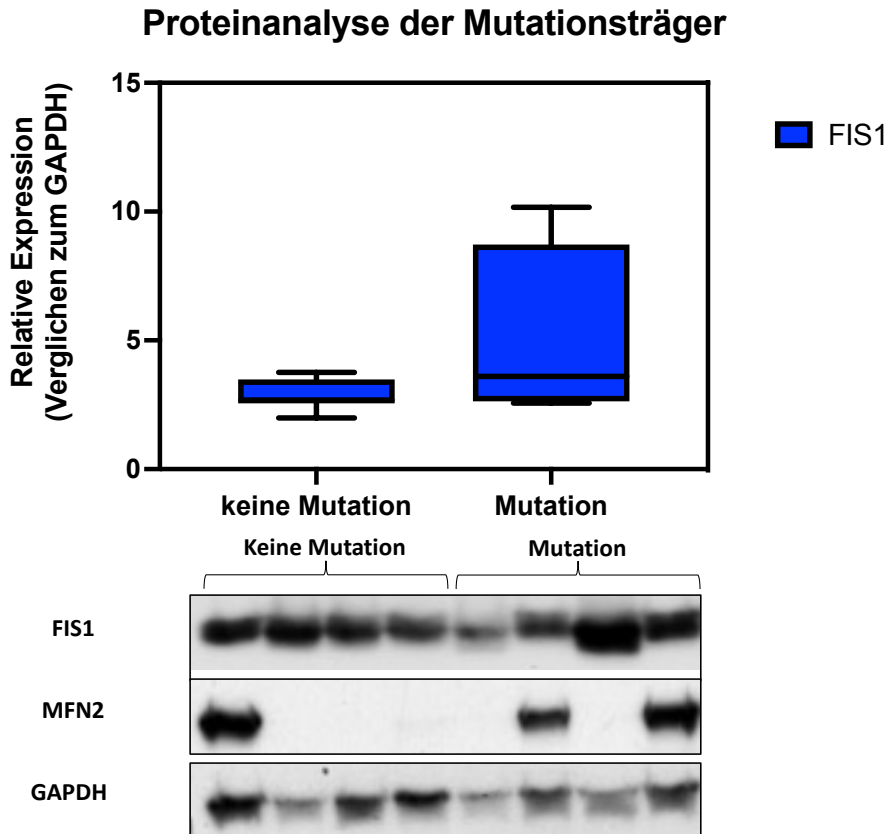 Proteinanalyse der Mutationsträger
Relative Expression
(Verglichen zum GAPDH)
15
10
5
0
FIS1
keine Mutation
Mutation
Keine Mutation
Mutation
FIS1
MFN2
GAPDH